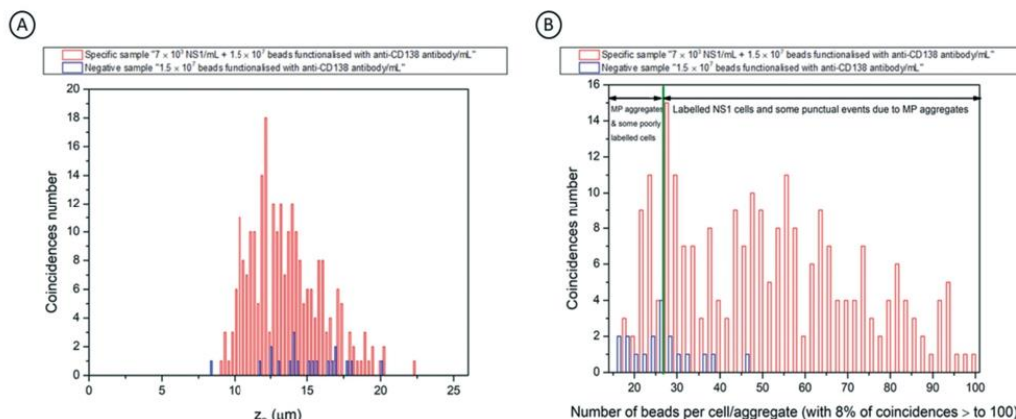 A
B
Specific sample "7 × 10³ NS1/mL + 1.5 × 10⁷ beads functionalised with anti-CD138 antibody/mL"
Negative sample "1.5 × 10⁷ beads functionalised with anti-CD138 antibody/mL"
20
18
16
14
12
10
8
6
4
2
0
Coincidences number
0 5 10 15 20 25
(μm)
Specific sample "7 × 10³ NS1/mL + 1.5 × 10⁷ beads functionalised with anti-CD138 antibody/mL"
Negative sample "1.5 × 10⁷ beads functionalised with anti-CD138 antibody/mL"
16
14
12
10
8
6
4
2
0
Coincidences number
MP aggregates
& some poorly
labelled cells
Labelled NS1 cells and some punctual events due to MP aggregates
20 30 40 50 60 70 80 90 100
Number of beads per cell/aggregate (with 8% of coincidences > to 100)